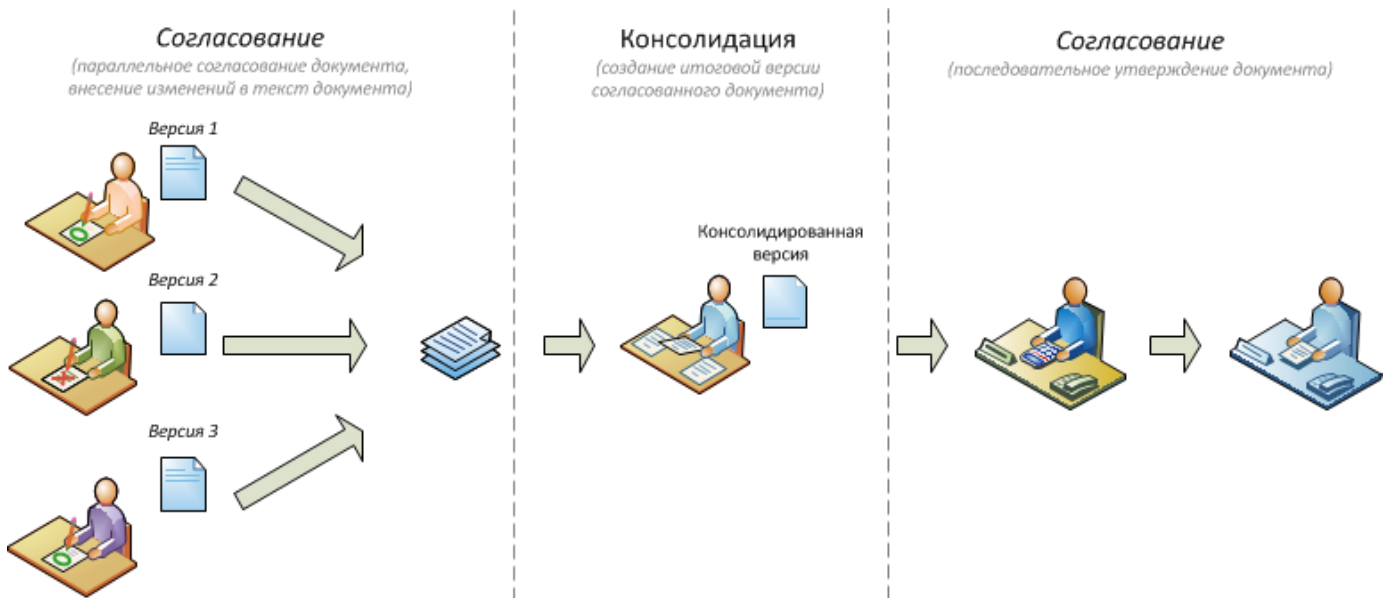 Согласование
(параллельное согласование документа,
внесение изменений в текст документа)
Версия 1
Версия 2
Версия 3
Консолидация
(создание итоговой версии
согласованного документа)
Консолидированная
версия
Согласование
(последовательное утверждение документа)